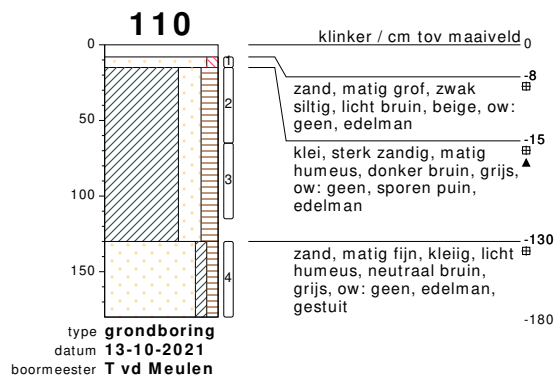 110
klinker / cm tov maaiveld
0
0
-8
zand, matig grof, zwak
siltig, licht bruin, beige, ow:
geen, edelman
1
2
50
-15
klei, sterk zandig, matig
humeus, donker bruin, grijs,
ow: geen, sporen puin,
edelman
3
100
-130
zand, matig fijn, kleiig, licht
humeus, neutraal bruin,
grijs, ow: geen, edelman,
gestuit
4
150
-180
type grondboring
datum 13-10-2021
boormeester T vd Meulen